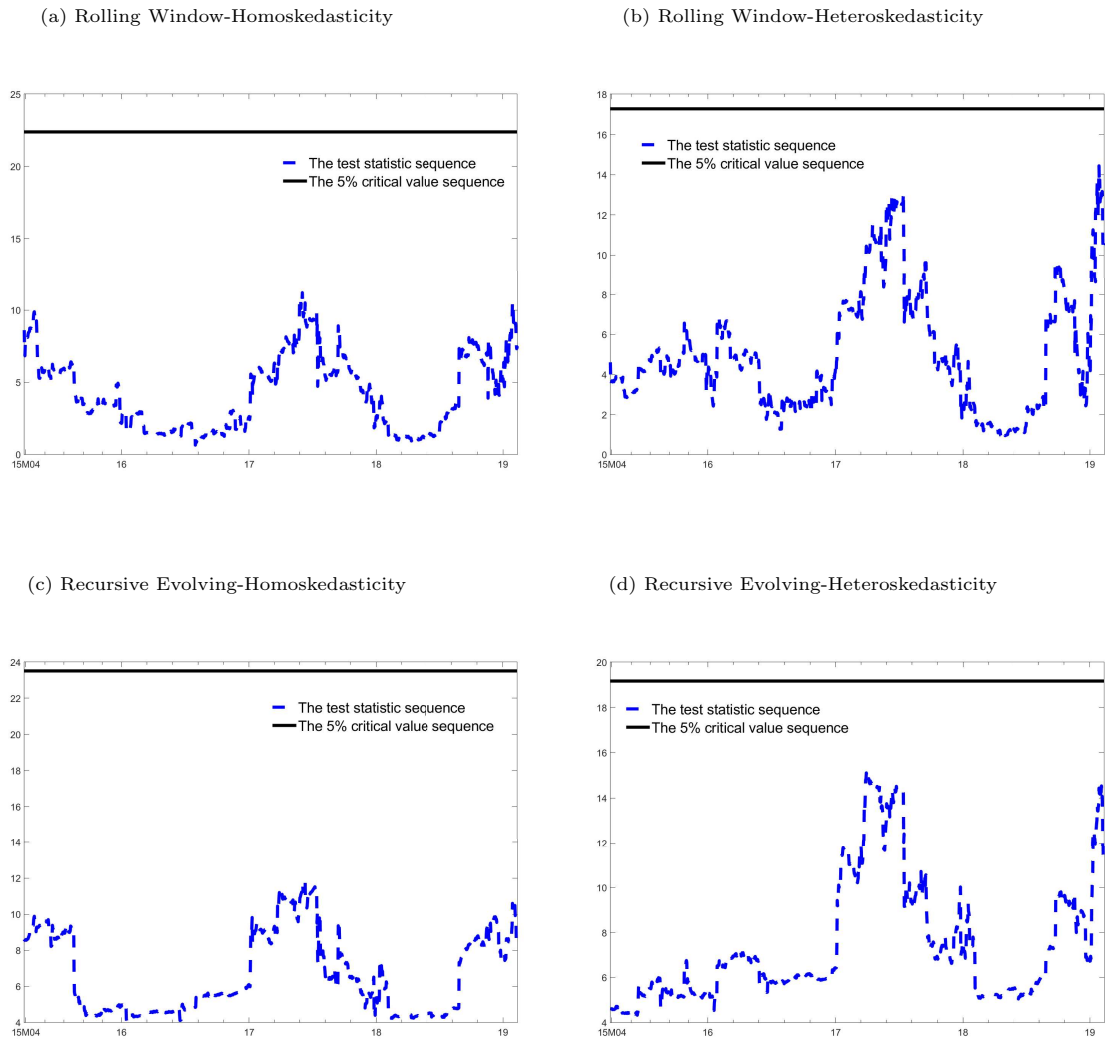 (a) Rolling Window-Homoskedasticity
(b) Rolling Window-Heteroskedasticity
25
20
15
10
5
0
The test statistic sequence
The 5% critical value sequence
15M04 16 17 18 19
18
16
14
12
10
8
6
4
2
0
The test statistic sequence
The 5% critical value sequence
15M04 16 17 18 19
(c) Recursive Evolving-Homoskedasticity
(d) Recursive Evolving-Heteroskedasticity
24
22
20
18
16
14
12
10
8
6
4
The test statistic sequence
The 5% critical value sequence
15M04 16 17 18 19
20
18
16
14
12
10
8
6
4
The test statistic sequence
The 5% critical value sequence
15M04 16 17 18 19